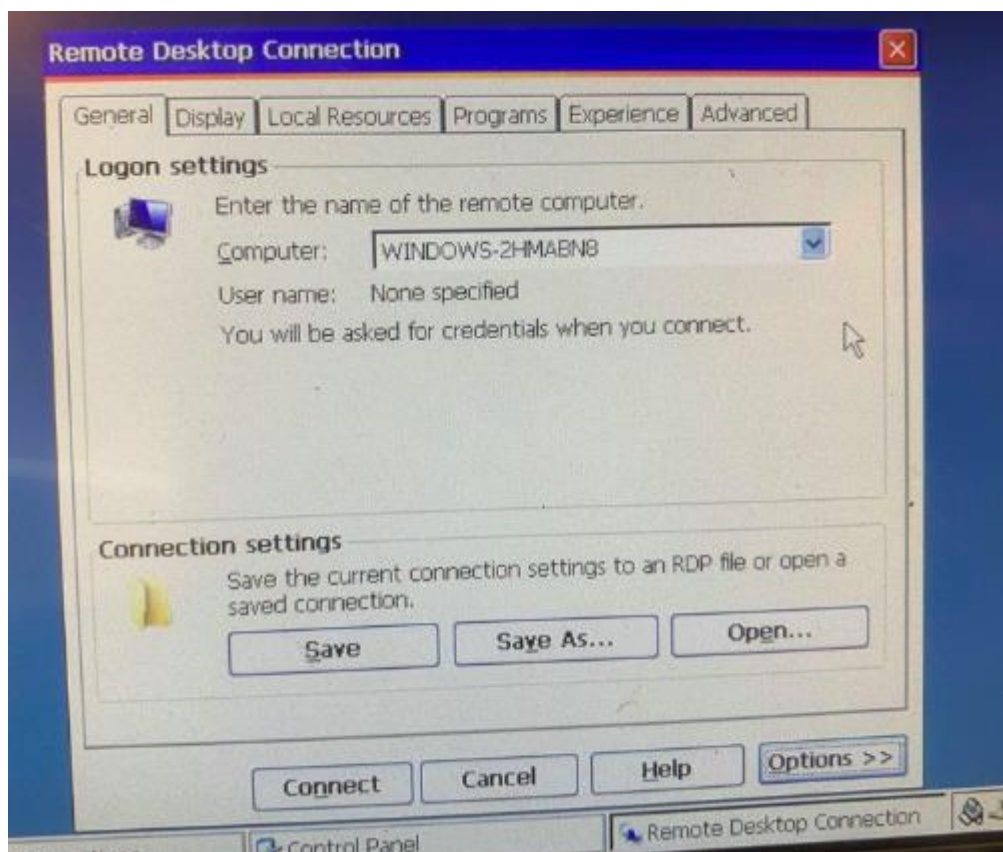 Remote Desktop Connection
General Display Local Resources Programs Experience Advanced
Logon settings
Enter the name of the remote computer.
Computer: WINDOWS-2HMABN8
User name: None specified
You will be asked for credentials when you connect.
Connection settings
Save the current connection settings to an RDP file or open a
saved connection.
Save Save As... Open...
Connect Cancel Help Options >>
Control Panel Remote Desktop Connection